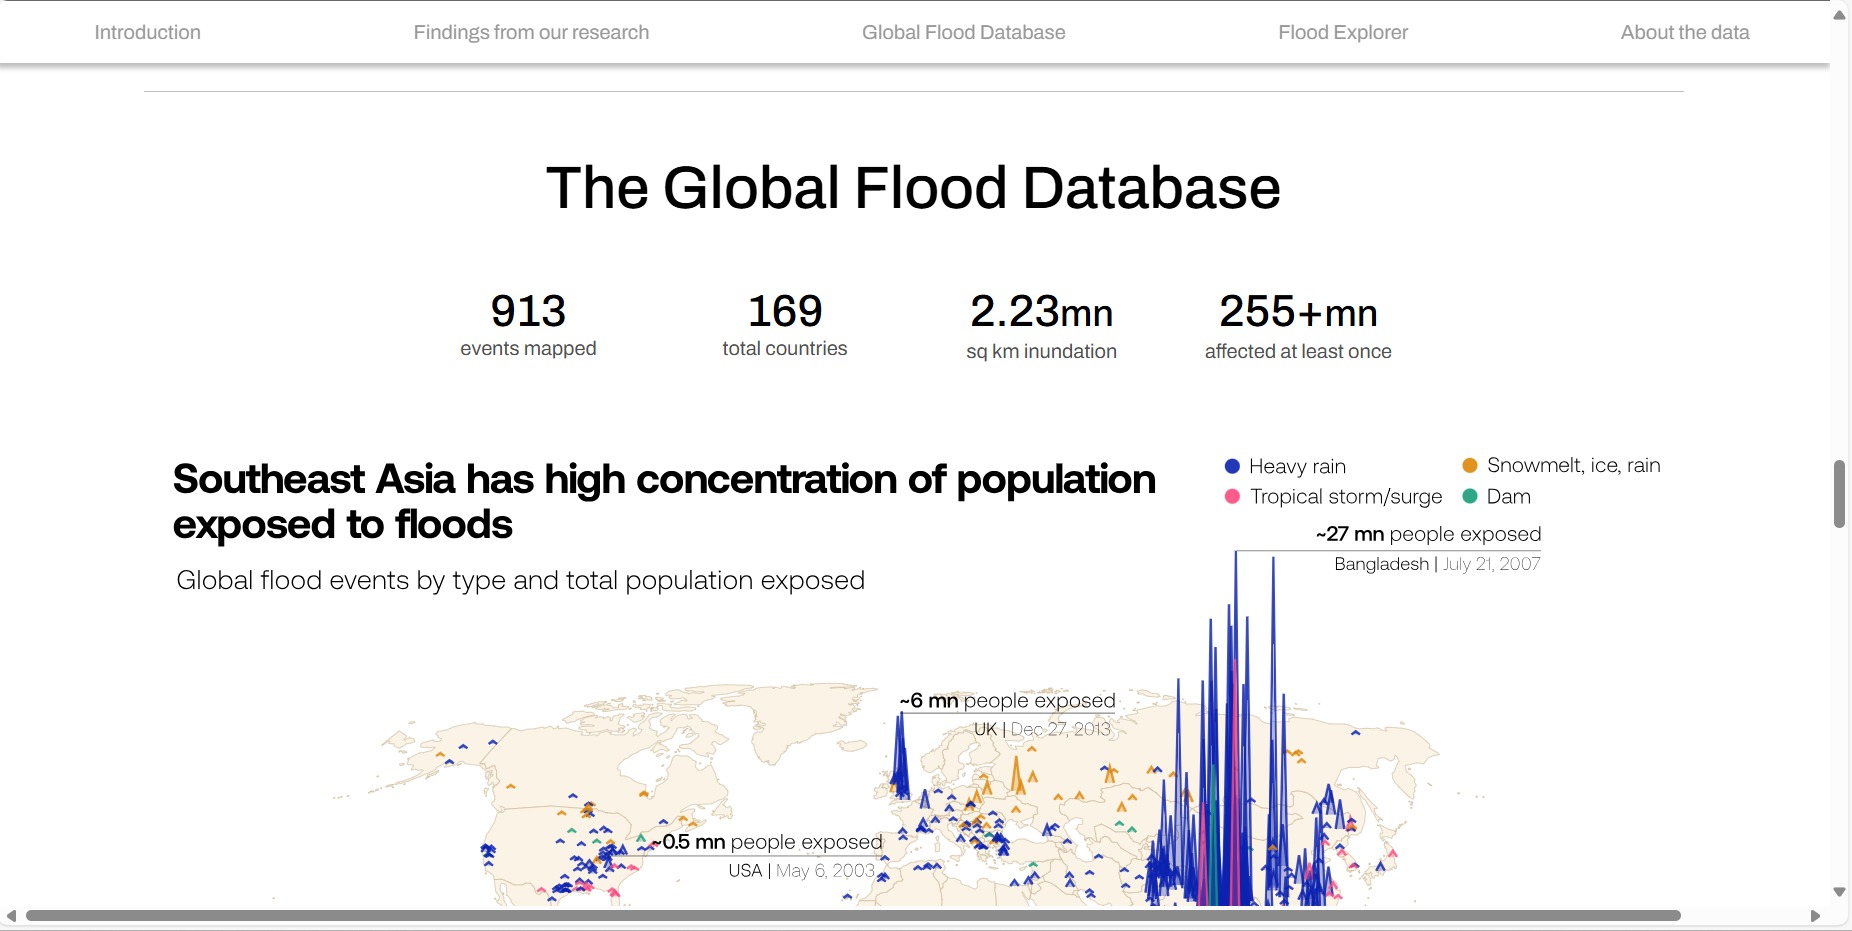 Introduction
Findings from our research
Global Flood Database
Flood Explorer
About the data
The Global Flood Database
913
events mapped
169
total countries
2.23mn
sq km inundation
255+mn
affected at least once
Southeast Asia has high concentration of population
exposed to floods
Global flood events by type and total population exposed
Heavy rain
Snowmelt, ice, rain
Tropical storm/surge
Dam
~27 mn people exposed
Bangladesh | July 21, 2007
~6 mn people exposed
UK | Dec 27, 2013
~0.5 mn people exposed
USA | May 6, 2003